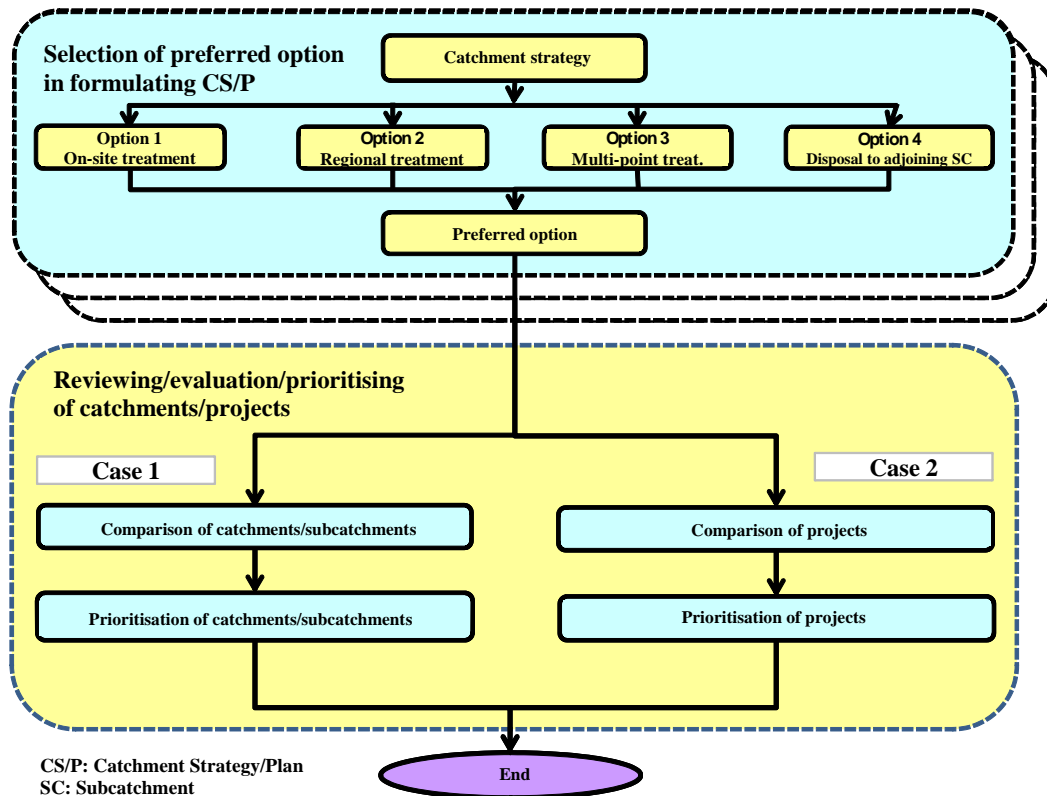 Selection of preferred option
in formulating CS/P
Catchment strategy
Option 1
On-site treatment
Option 2
Regional treatment
Option 3
Multi-point treat.
Option 4
Disposal to adjoining SC
Preferred option
Reviewing/evaluation/prioritising
of catchments/projects
Case 1
Case 2
Comparison of catchments/subcatchments
Comparison of projects
Prioritisation of catchments/subcatchments
Prioritisation of projects
End
CS/P: Catchment Strategy/Plan
SC: Subcatchment